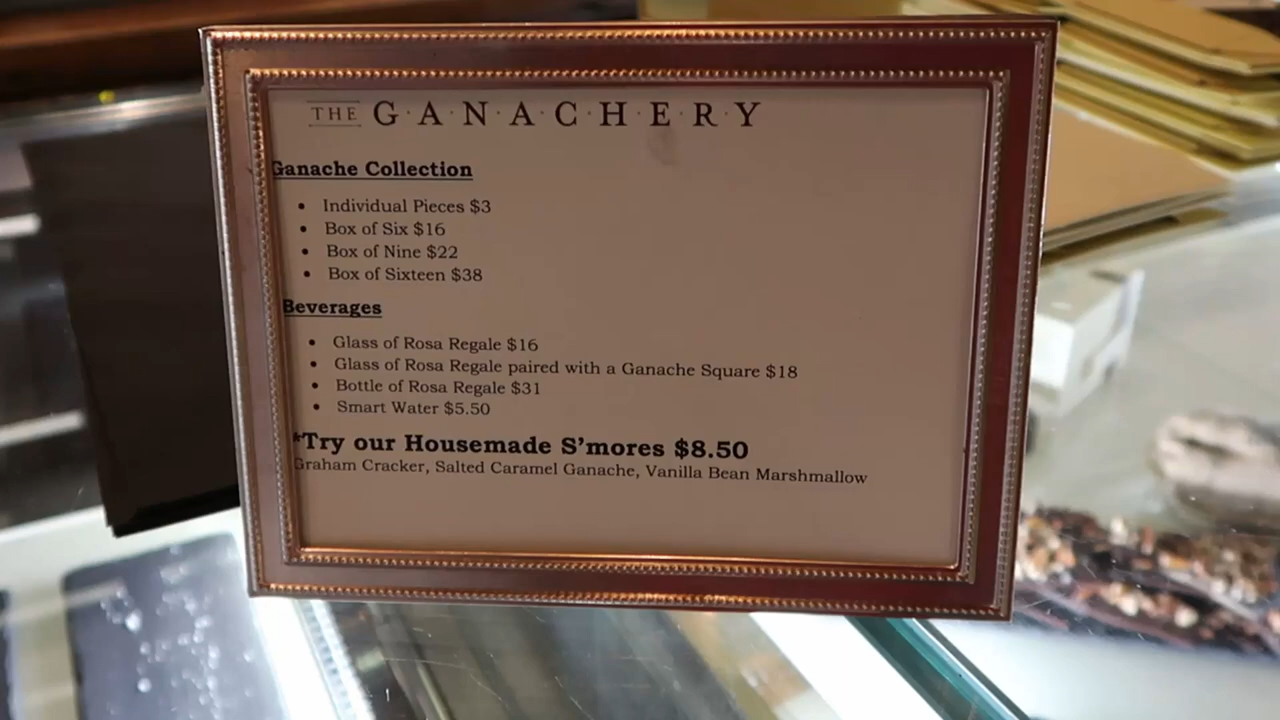 THE G·A·N·A·C·H·E·R·Y
Ganache Collection
• Individual Pieces $3
• Box of Six $16
• Box of Nine $22
• Box of Sixteen $38
Beverages
• Glass of Rosa Regale $16
• Glass of Rosa Regale paired with a Ganache Square $18
• Bottle of Rosa Regale $31
• Smart Water $5.50
*Try our Housemade S'mores $8.50
Graham Cracker, Salted Caramel Ganache, Vanilla Bean Marshmallow